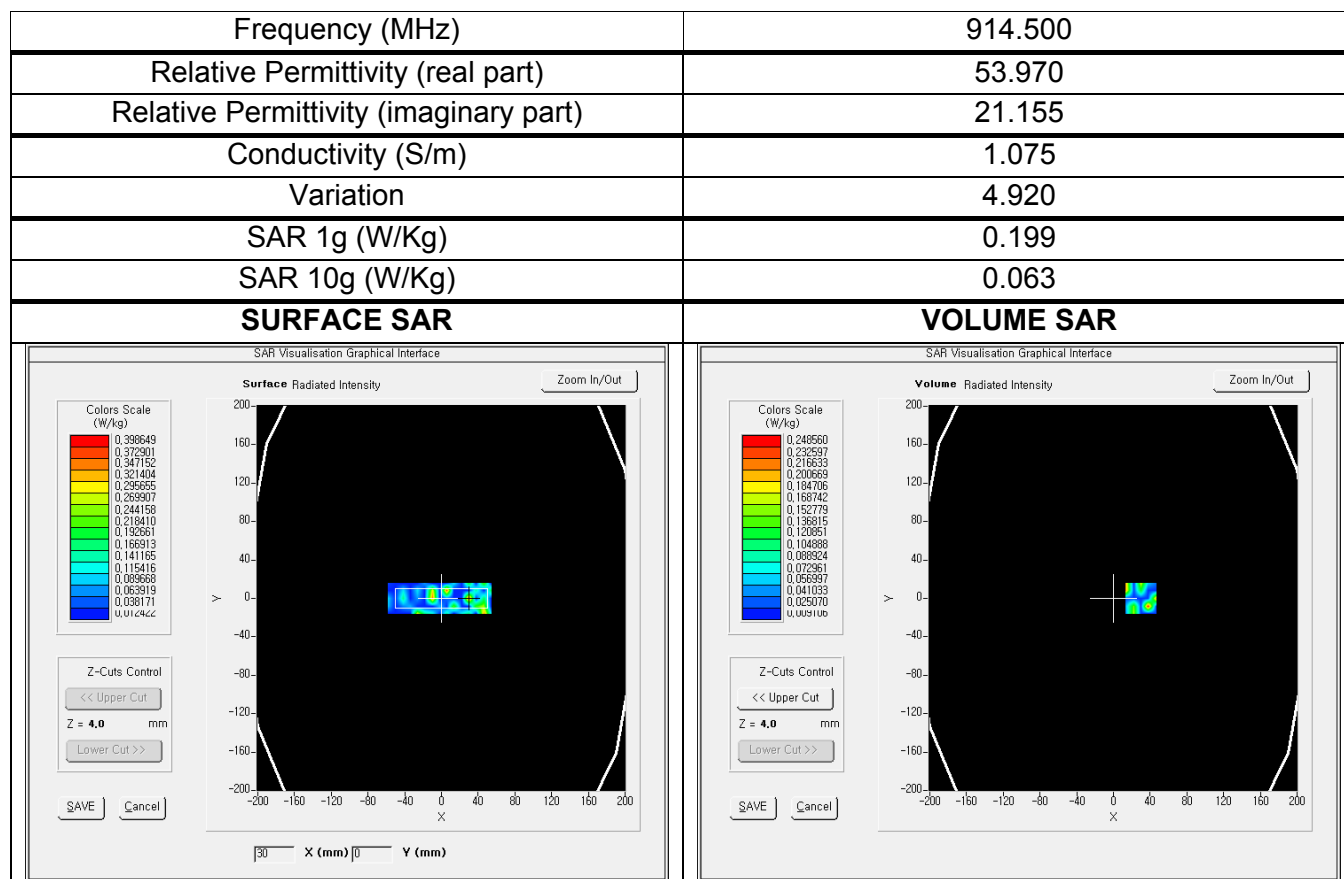 Frequency (MHz) 914.500
Relative Permittivity (real part) 53.970
Relative Permittivity (imaginary part) 21.155
Conductivity (S/m) 1.075
Variation 4.920
SAR 1g (W/Kg) 0.199
SAR 10g (W/Kg) 0.063
SURFACE SAR VOLUME SAR
SAR Visualisation Graphical Interface
Surface Radiated Intensity
Zoom In/Out
Colors Scale
(W/kg)
0.398649
0.372901
0.347152
0.321404
0.295655
0.269907
0.244158
0.218410
0.192661
0.166913
0.141165
0.115416
0.089668
0.063919
0.038171
0.012422
Z-Cuts Control
<< Upper Cut
Z = 4.0 mm
Lower Cut >>
SAVE Cancel
200
160
120
80
40
0
-40
-80
-120
-160
-200
Y
-200 -160 -120 -80 -40 0 40 80 120 160 200
X
30 X (mm) 0 Y (mm)
SAR Visualisation Graphical Interface
Volume Radiated Intensity
Zoom In/Out
Colors Scale
(W/kg)
0.248560
0.232597
0.216633
0.200669
0.184706
0.168742
0.152779
0.136815
0.120851
0.104888
0.088924
0.072961
0.056997
0.041033
0.025070
0.009106
Z-Cuts Control
<< Upper Cut
Z = 4.0 mm
Lower Cut >>
SAVE Cancel
200
160
120
80
40
0
-40
-80
-120
-160
-200
Y
-200 -160 -120 -80 -40 0 40 80 120 160 200
X